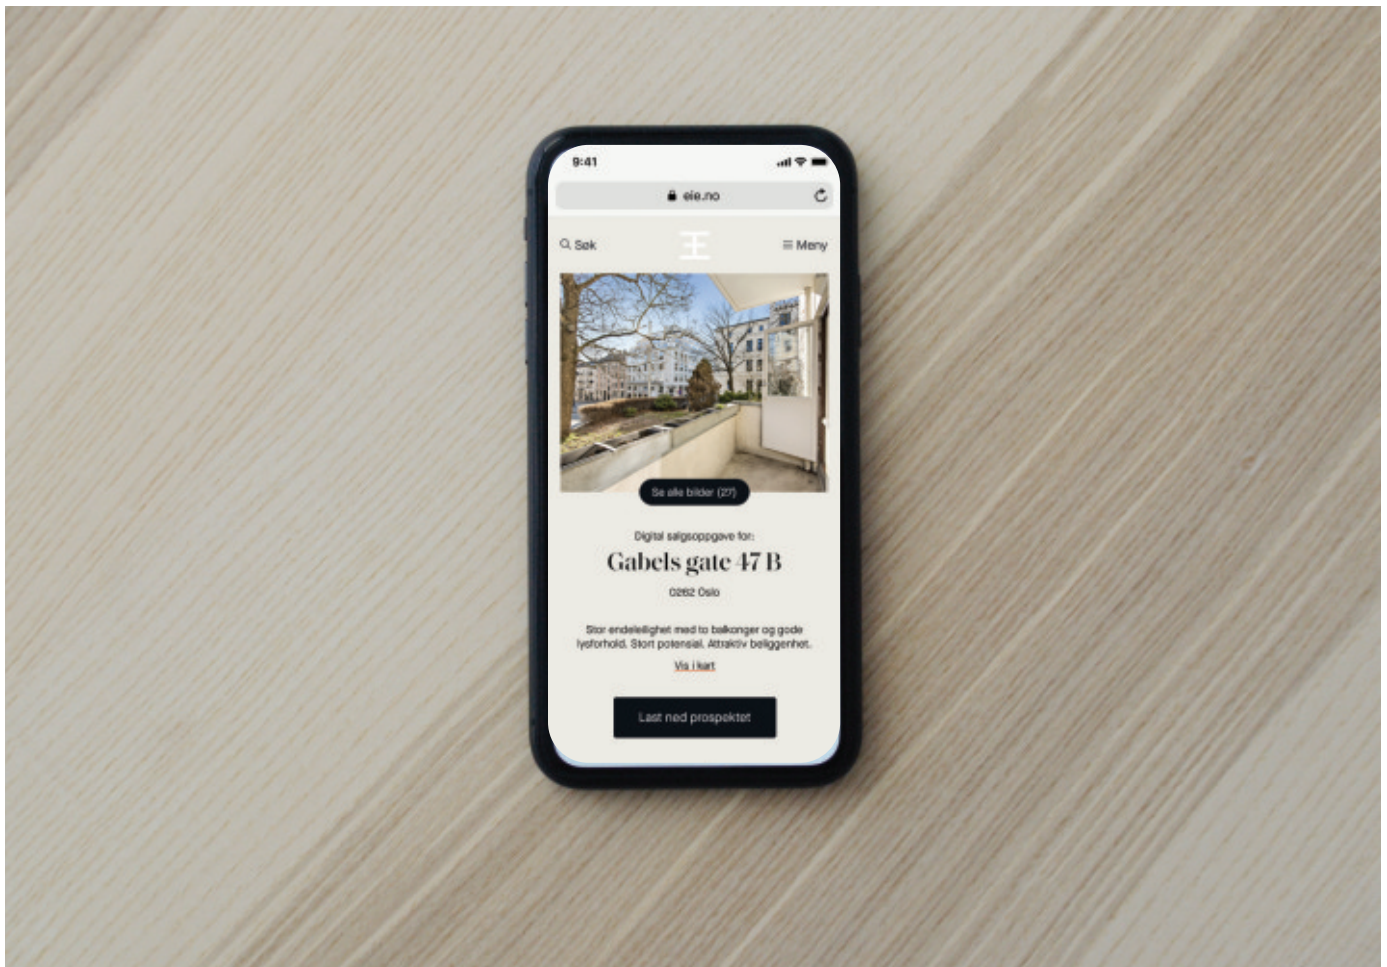 9:41
eie.no
Søk
Meny
Se alle bilder (27)
Digital salgsoppgave for:
Gabels gate 47 B
0262 Oslo
Stor endeleilighet med to balkonger og gode
lysforhold. Stort potensial. Attraktiv beliggenhet.
Vis i kart
Last ned prospektet